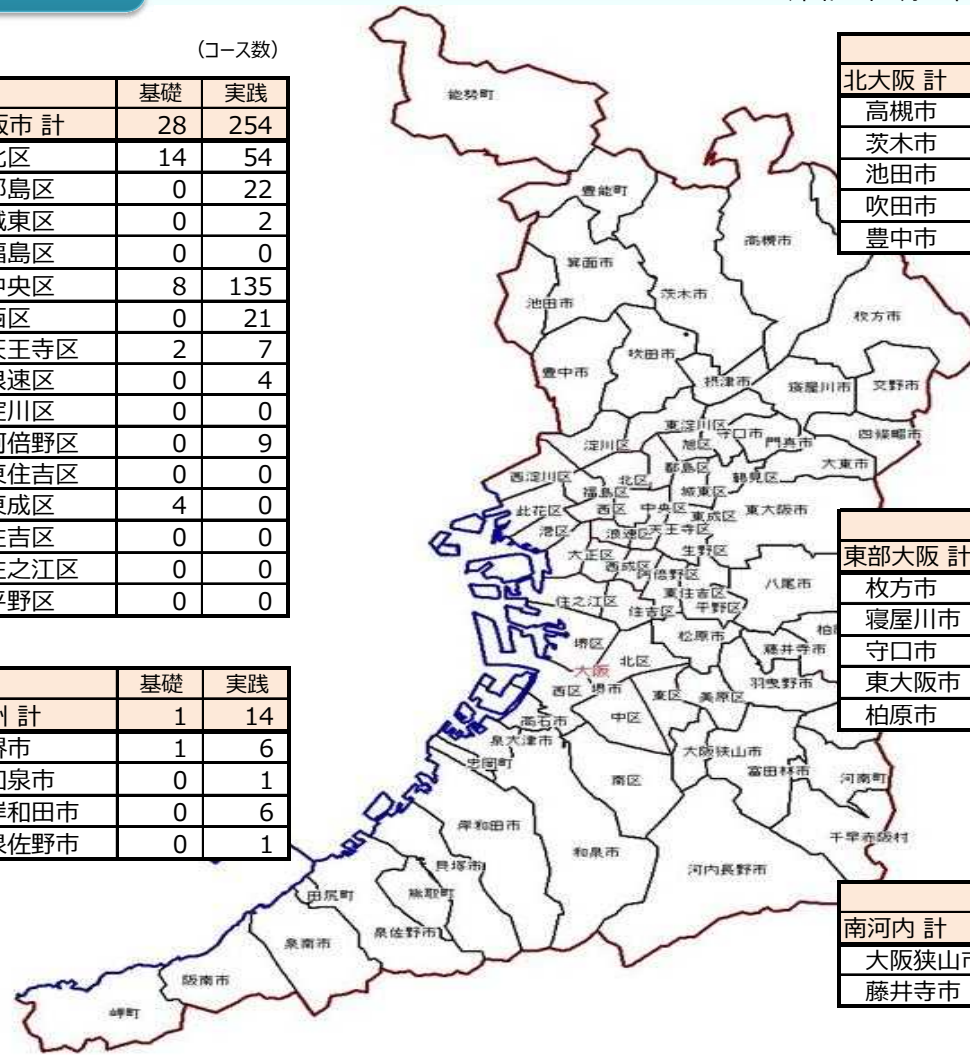 (コース数)
基礎 実践
阪市 計 28 254
北区 14 54
都島区 0 22
城東区 0 2
福島区 0 0
中央区 8 135
西区 0 21
天王寺区 2 7
浪速区 0 4
淀川区 0 0
阿倍野区 0 9
東住吉区 0 0
東成区 4 0
住吉区 0 0
住之江区 0 0
平野区 0 0
基礎 実践
州 計 1 14
堺市 1 6
和泉市 0 1
岸和田市 0 6
泉佐野市 0 1
北大阪 計
高槻市
茨木市
池田市
吹田市
豊中市
東部大阪 計
枚方市
寝屋川市
守口市
東大阪市
柏原市
南河内 計
大阪狭山市
藤井寺市
能勢町
豊能町
高槻市
箕面市
茨木市
池田市
枚方市
吹田市
豊中市
摂津市
寝屋川市
交野市
東淀川区
守口市
四條畷市
淀川区
旭区
門真市
都島区
大東市
西淀川区
北区
鶴見区
福島区
城東区
此花区
西区
中央区
東成区
東大阪市
港区
浪速区
天王寺区
大正区
生野区
西成区
阿倍野区
八尾市
住之江区
東住吉区
住吉区
平野区
松原市
柏
堺区
藤井寺市
北区
大阪
羽曳野市
西区
堺市
東区
美原区
高石市
中区
泉大津市
大阪狭山市
忠岡町
富田林市
南区
河南町
岸和田市
千早赤阪村
和泉市
貝塚市
河内長野市
田尻町
熊取町
泉佐野市
泉南市
阪南市
岬町